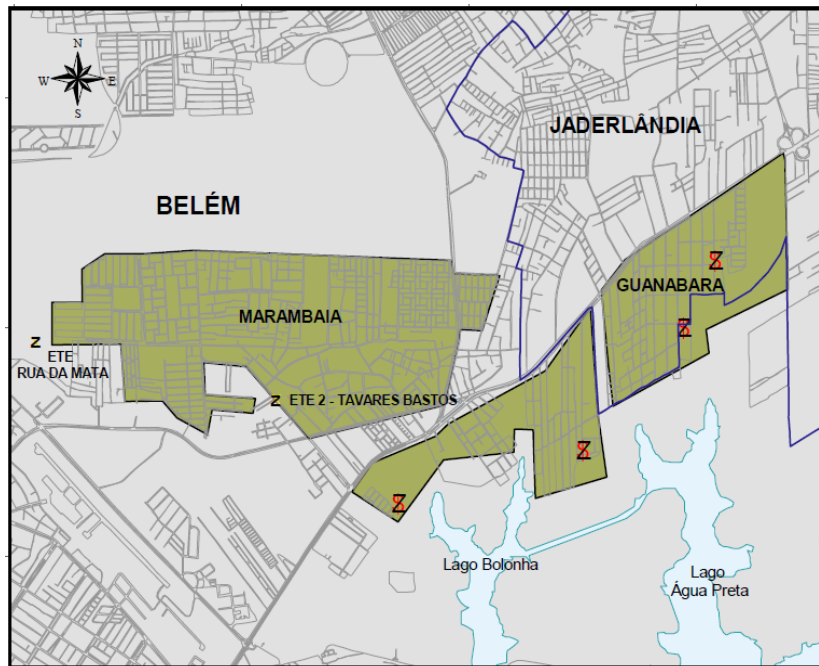 N
W E
S
JADERLÂNDIA
BELÉM
GUANABARA
MARAMBAIA
Z
ETE
RUA DA MATA
Z ETE 2 - TAVARES BASTOS
Lago Bolonha
Lago
Água Preta